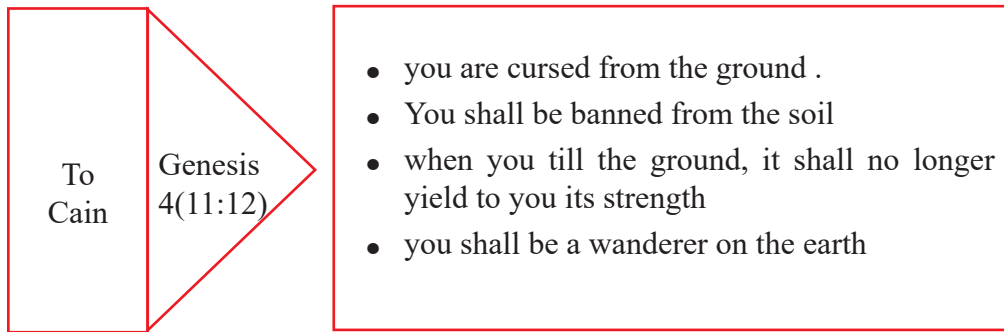 To
Cain
Genesis
4(11:12)
● you are cursed from the ground .
● You shall be banned from the soil
● when you till the ground, it shall no longer
yield to you its strength
● you shall be a wanderer on the earth